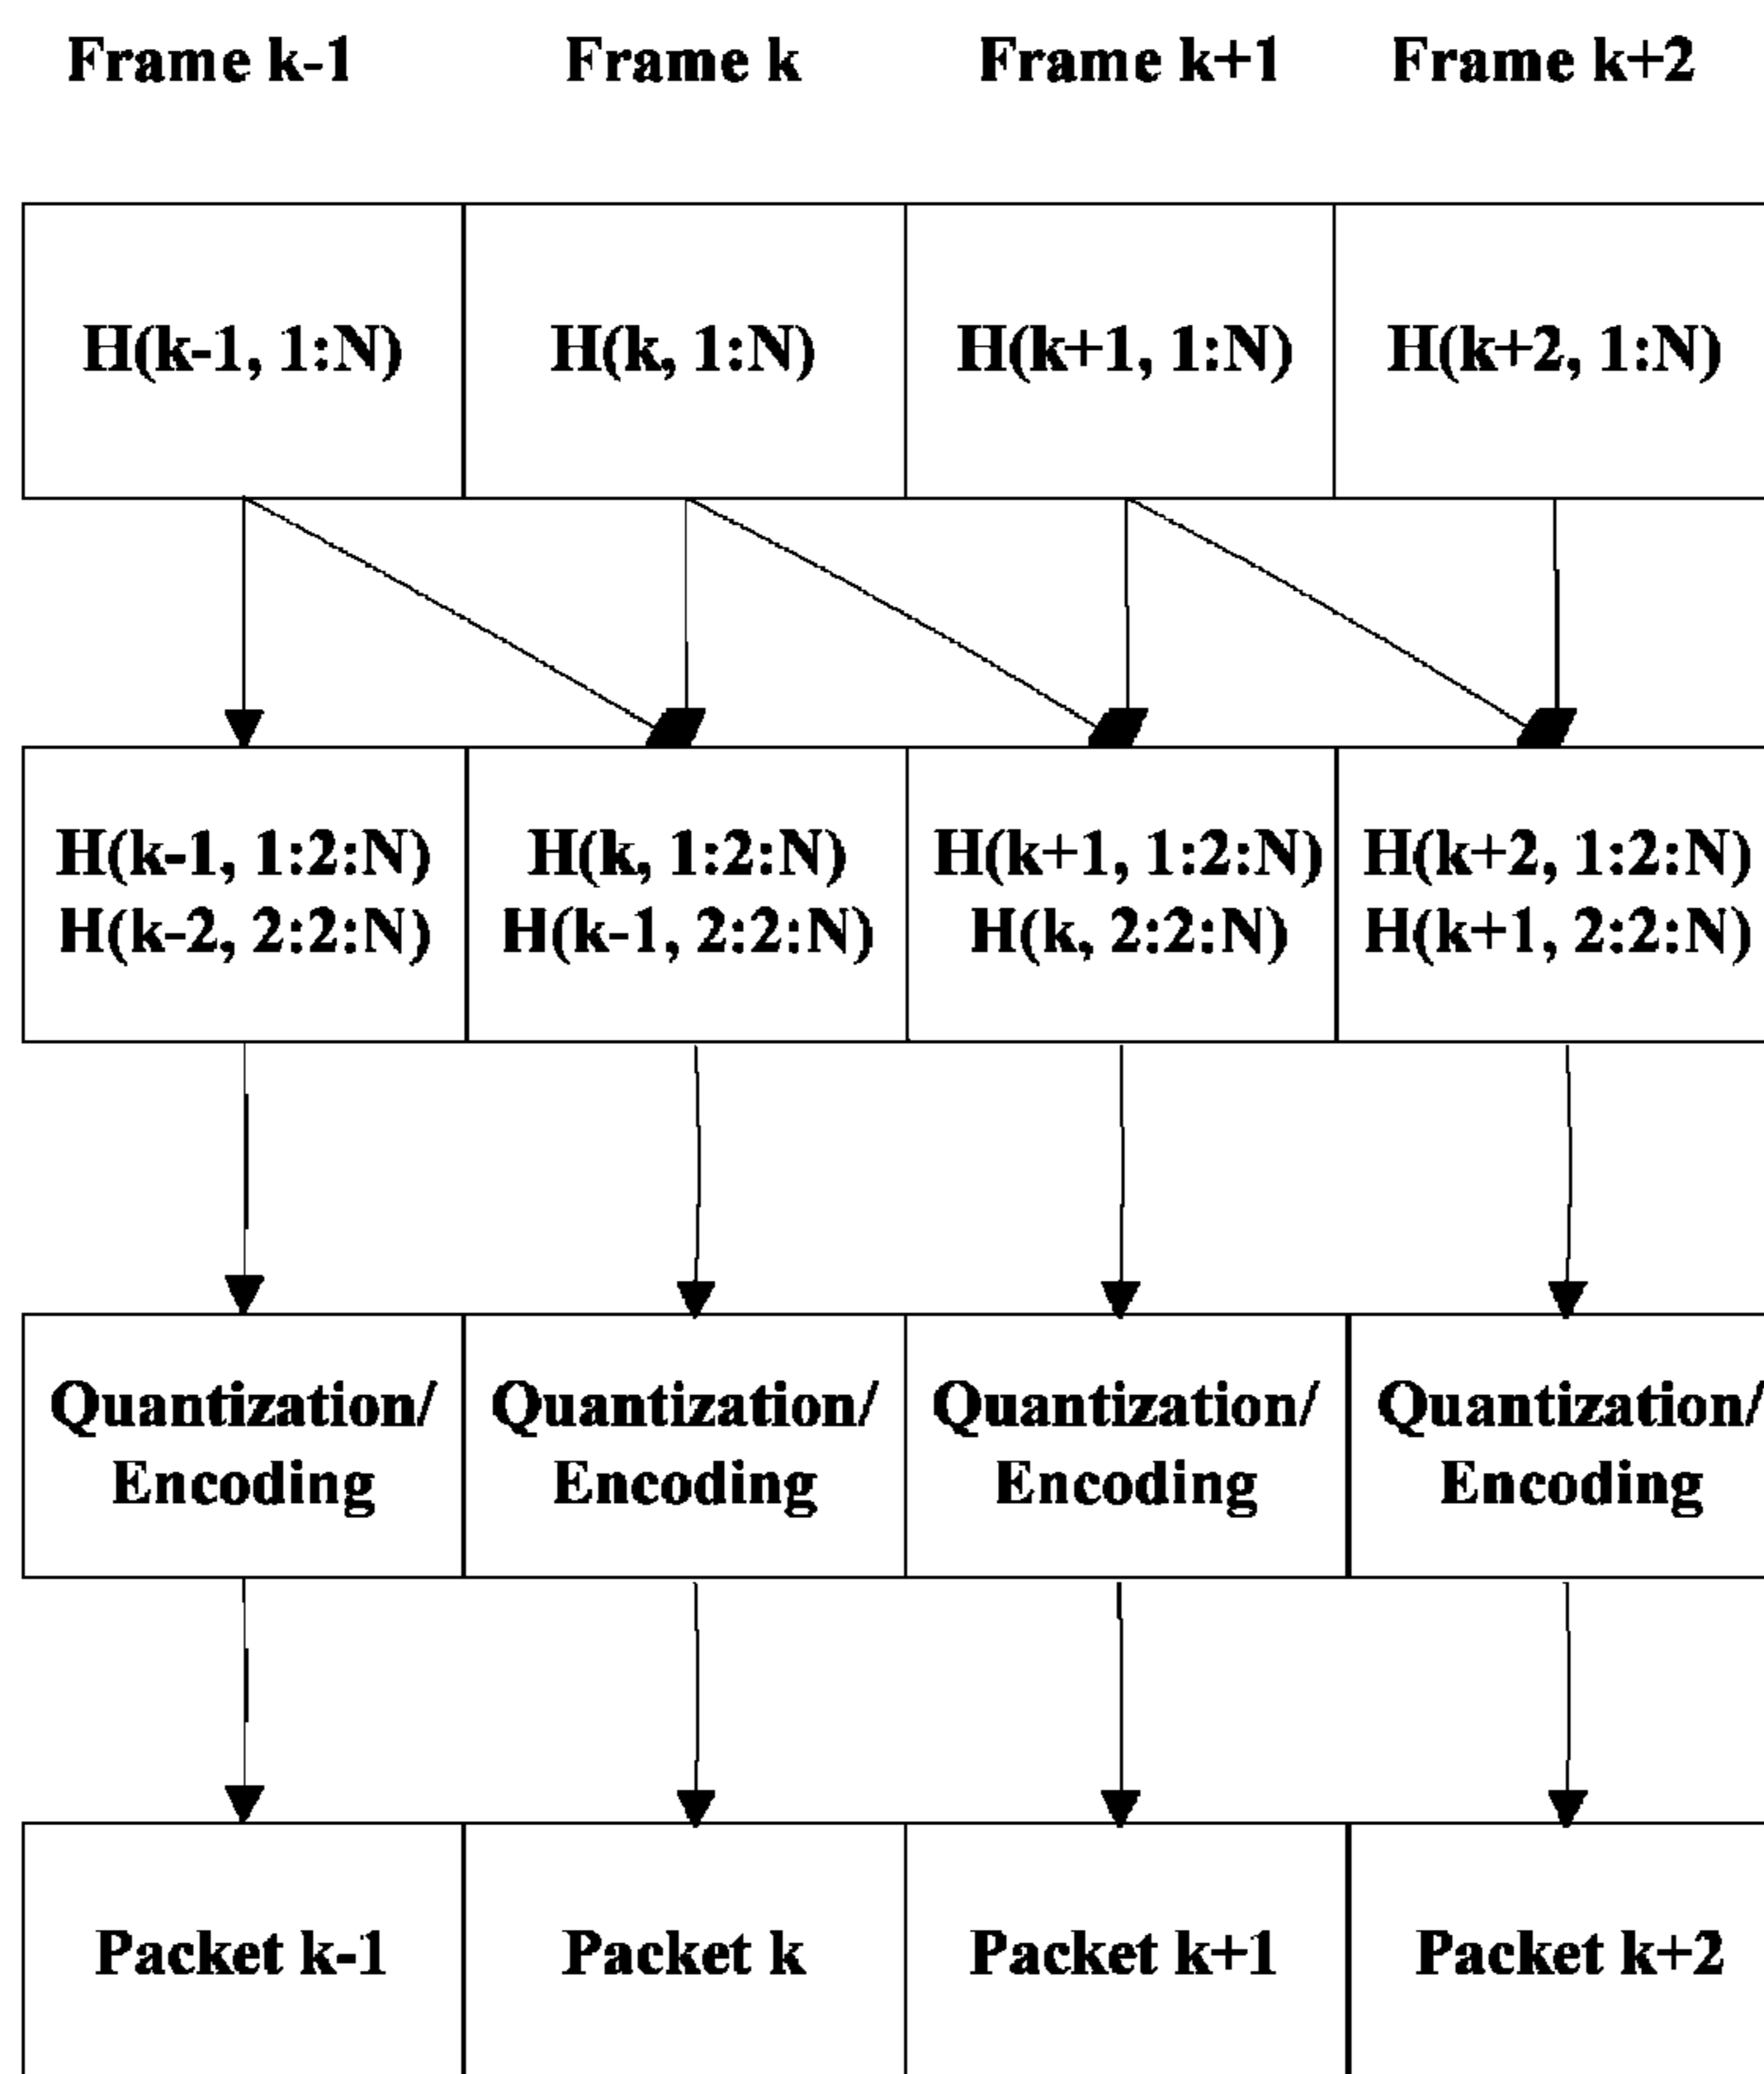 Frame k-1 Frame k Frame k+1 Frame k+2
H(k-1, 1:N) H(k, 1:N) H(k+1, 1:N) H(k+2, 1:N)
H(k-1, 1:2:N) H(k, 1:2:N) H(k+1, 1:2:N) H(k+2, 1:2:N)
H(k-2, 2:2:N) H(k-1, 2:2:N) H(k, 2:2:N) H(k+1, 2:2:N)
Quantization/ Quantization/ Quantization/ Quantization/
Encoding Encoding Encoding Encoding
Packet k-1 Packet k Packet k+1 Packet k+2